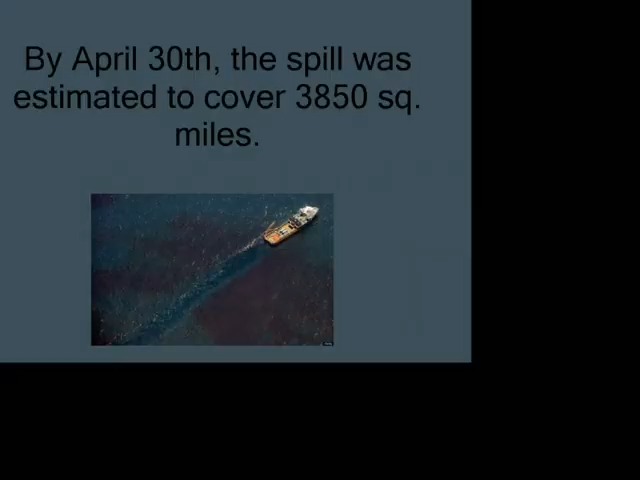 By April 30th, the spill was
estimated to cover 3850 sq.
miles.